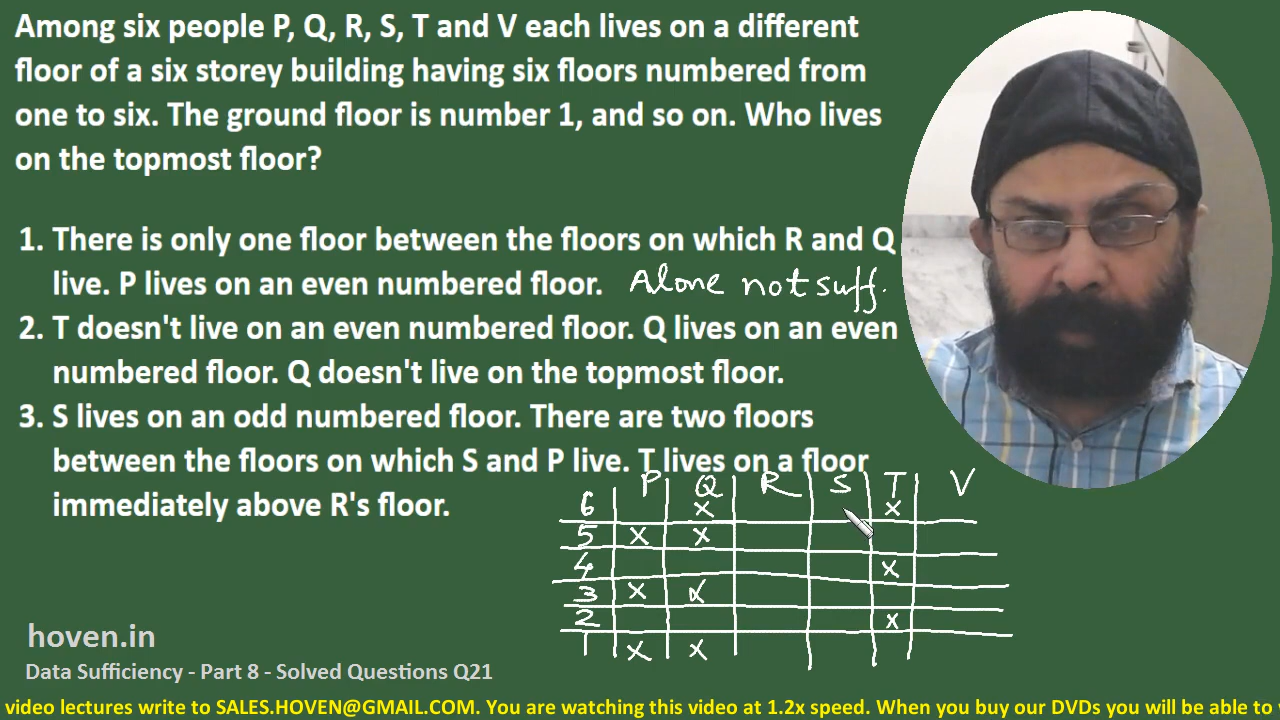 Among six people P, Q, R, S, T and V each lives on a different
floor of a six storey building having six floors numbered from
one to six. The ground floor is number 1, and so on. Who lives
on the topmost floor?
1. There is only one floor between the floors on which R and Q
live. P lives on an even numbered floor. Alone not suff.
2. T doesn't live on an even numbered floor. Q lives on an even
numbered floor. Q doesn't live on the topmost floor.
3. S lives on an odd numbered floor. There are two floors
between the floors on which S and P live. T lives on a floor
immediately above R's floor.
P Q R S T V
6 x x
5 x x
4 x
3 x x
2 x
1 x x
hoven.in
Data Sufficiency - Part 8 - Solved Questions Q21
video lectures write to SALES.HOVEN@GMAIL.COM. You are watching this video at 1.2x speed. When you buy our DVDs you will be able to